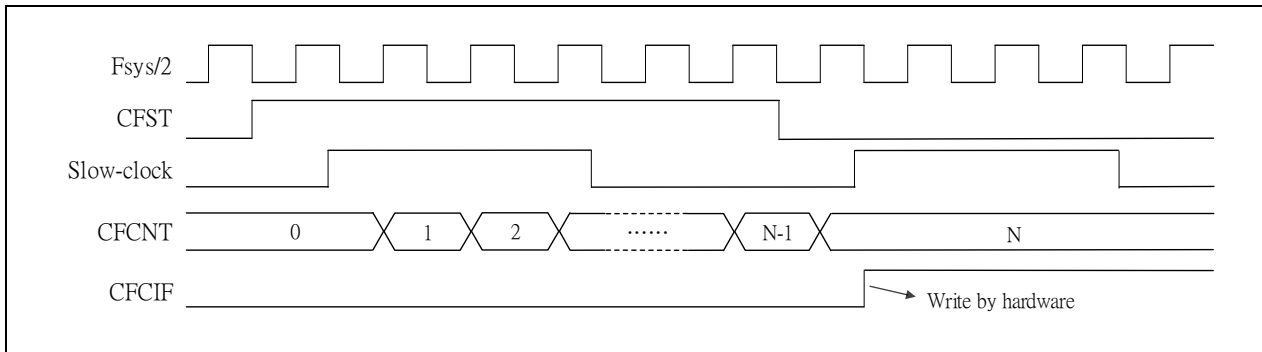 Fsys/2
CFST
Slow-clock
CFCNT 0 1 2 ...... N-1 N
CFCIF
Write by hardware